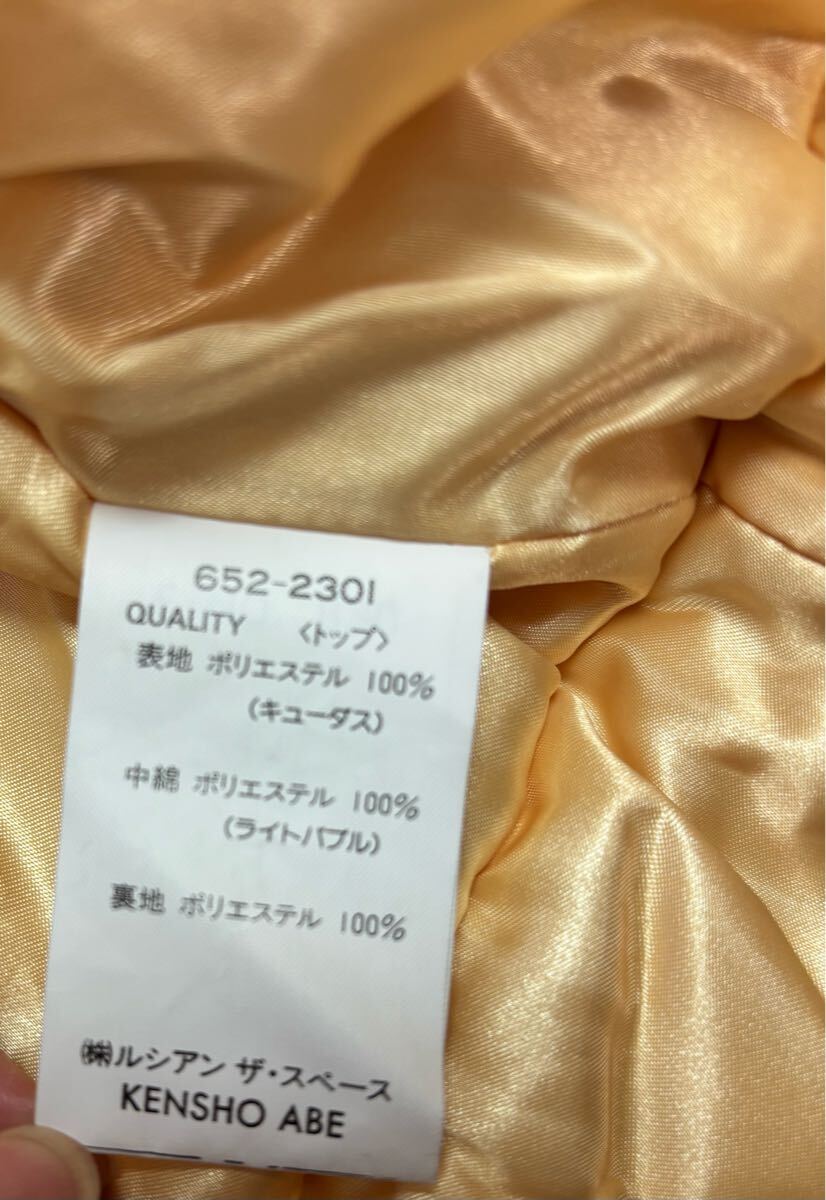 652-2301
QUALITY 〈トップ〉
表地 ポリエステル 100%
(キューダス)
中綿 ポリエステル 100%
(ライトバブル)
裏地 ポリエステル 100%
㈱ルシアン ザ・スペース
KENSHO ABE